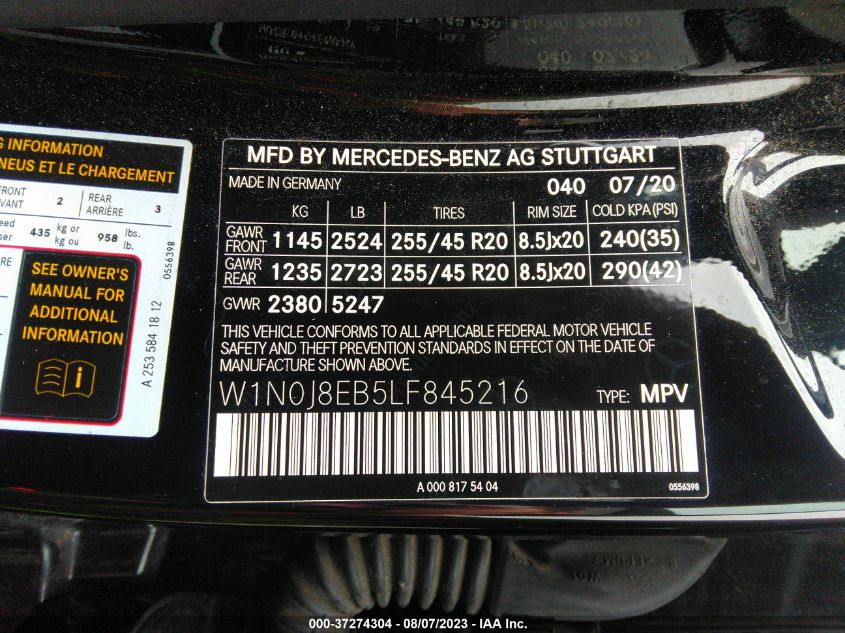 G INFORMATION
NEUS ET LE CHARGEMENT
FRONT
VANT
2
REAR
ARRIÈRE
3
435
kg or
kg ou
958
lbs.
lb.
0556398
SEE OWNER'S
MANUAL FOR
ADDITIONAL
INFORMATION
A 253 584 18 12
MFD BY MERCEDES-BENZ AG STUTTGART
MADE IN GERMANY 040 07/20
KG LB TIRES RIM SIZE COLD KPA(PSI)
GAWR FRONT 1145 2524 255/45 R20 8.5Jx20 240(35)
GAWR REAR 1235 2723 255/45 R20 8.5Jx20 290(42)
GVWR 2380 5247
THIS VEHICLE CONFORMS TO ALL APPLICABLE FEDERAL MOTOR VEHICLE
SAFETY AND THEFT PREVENTION STANDARDS IN EFFECT ON THE DATE OF
MANUFACTURE SHOWN ABOVE.
W1N0J8EB5LF845216 TYPE: MPV
A 000 817 54 04 0556398
000-37274304 - 08/07/2023 - IAA Inc.